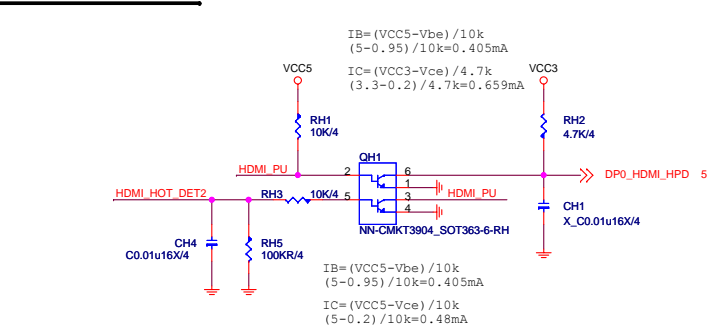 IB=(VCC5-Vbe)/10k
(5-0.95)/10k=0.405mA
IC=(VCC3-Vce)/4.7k
(3.3-0.2)/4.7k=0.659mA
VCC5
VCC3
RH1
10K/4
RH2
4.7K/4
QH1
HDMI_PU
2
6
DP0_HDMI_HPD 5
1
HDMI_HOT_DET2
RH3
10K/4
5
3
HDMI_PU
4
CH1
X_C0.01u16X/4
NN-CMKT3904_SOT363-6-RH
CH4
C0.01u16X/4
RH5
100KR/4
IB=(VCC5-Vbe)/10k
(5-0.95)/10k=0.405mA
IC=(VCC5-Vce)/10k
(5-0.2)/10k=0.48mA